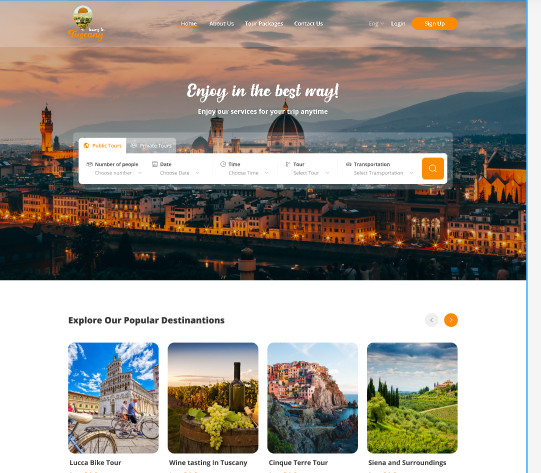 Home About Us Tour Packages Contact Us Eng Login Sign Up
Enjoy in the best way!
Enjoy our services for your trip anytime
Public Tours Private Tours
Number of people Date Time Tour Transportation
Choose number Choose Date Choose Time Select Tour Select Transportation
Explore Our Popular Destinantions
Lucca Bike Tour Wine tasting In Tuscany Cinque Terre Tour Siena and Surroundings